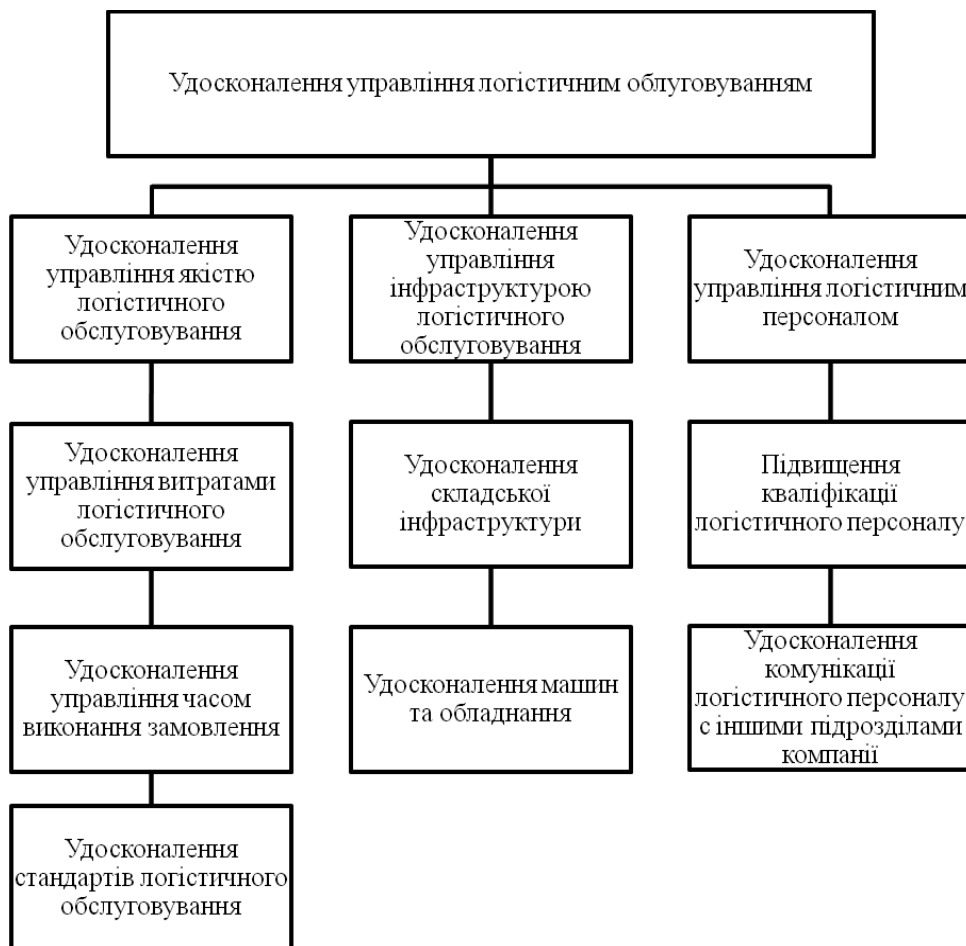 Удосконалення управління логістичним облуговуванням
Удосконалення
управління якістю
логістичного
обслуговування
Удосконалення
управління
інфраструктурою
логістичного
обслуговування
Удосконалення
управління логістичним
персоналом
Удосконалення
управління витратами
логістичного
обслуговування
Удосконалення
складської
інфраструктури
Підвищення
кваліфікації
логістичного персоналу
Удосконалення
управління часом
виконання замовлення
Удосконалення машин
та обладнання
Удосконалення
комунікації
логістичного персоналу
с іншими підрозділами
компанії
Удосконалення
стандартів логістичного
обслуговування